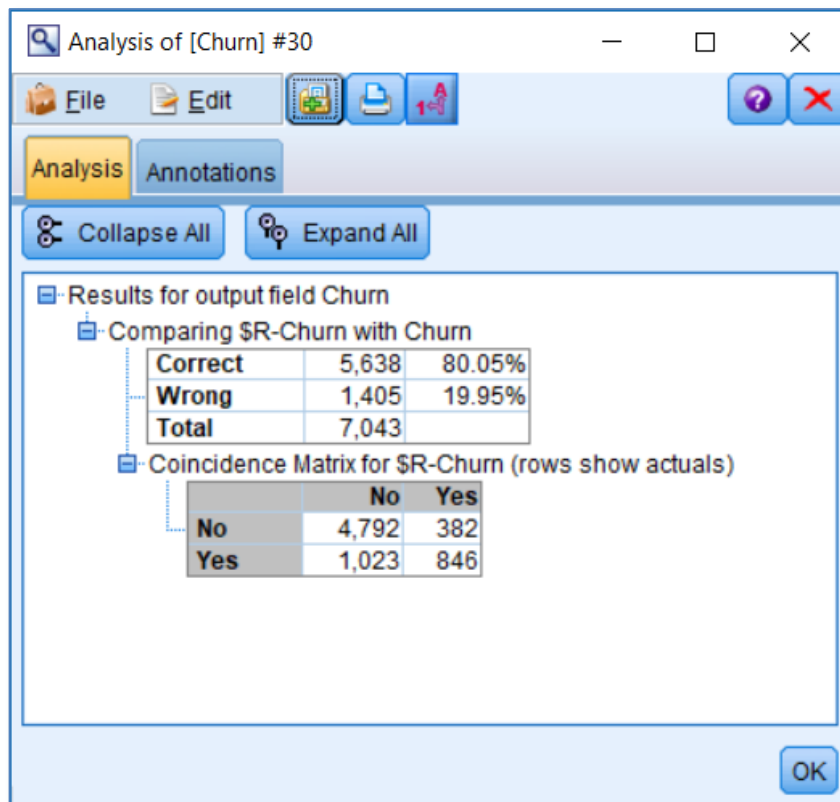 Analysis of [Churn] #30
File Edit 1 A
Analysis Annotations
Collapse All Expand All
Results for output field Churn
Comparing $R-Churn with Churn
Correct 5,638 80.05%
Wrong 1,405 19.95%
Total 7,043
Coincidence Matrix for $R-Churn (rows show actuals)
No Yes
No 4,792 382
Yes 1,023 846
OK